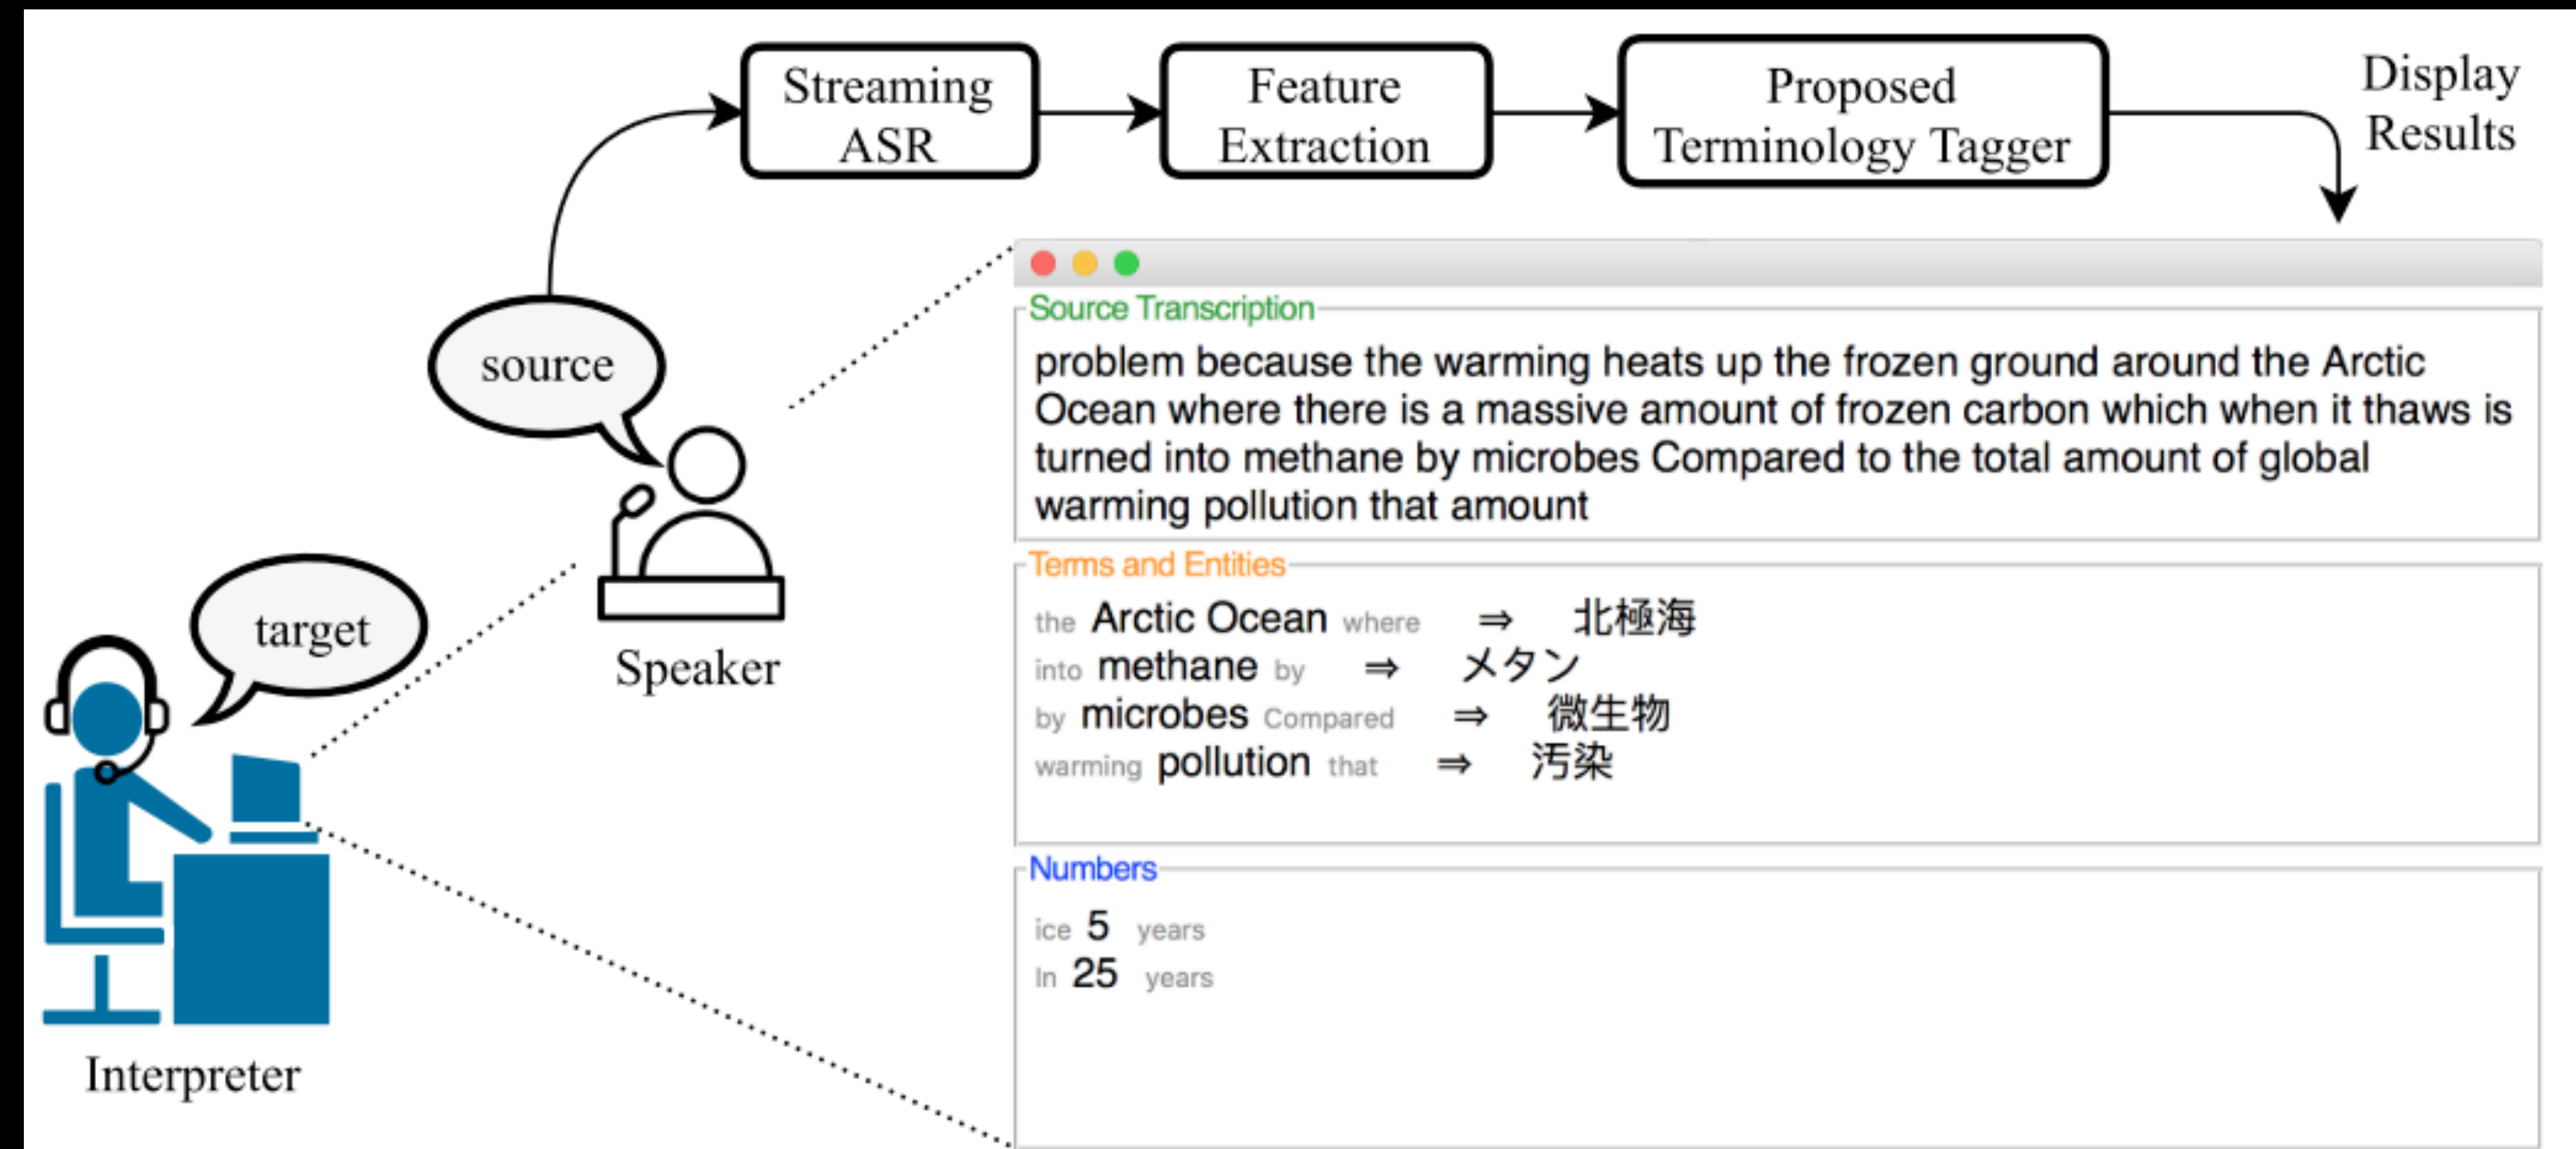 Streaming
ASR
Feature
Extraction
Proposed
Terminology Tagger
Display
Results
source
Speaker
target
Interpreter
Source Transcription
problem because the warming heats up the frozen ground around the Arctic
Ocean where there is a massive amount of frozen carbon which when it thaws is
turned into methane by microbes Compared to the total amount of global
warming pollution that amount
Terms and Entities
the Arctic Ocean where ⇒ 北極海
into methane by ⇒ メタン
by microbes Compared ⇒ 微生物
warming pollution that ⇒ 汚染
Numbers
ice 5 years
In 25 years